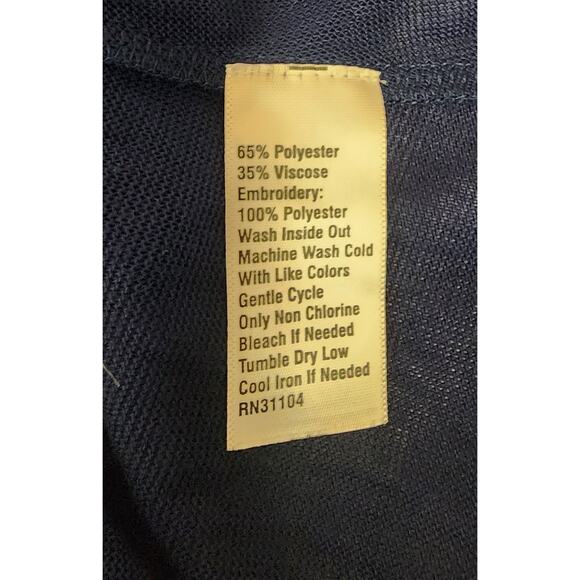 65% Polyester
35% Viscose
Embroidery:
100% Polyester
Wash Inside Out
Machine Wash Cold
With Like Colors
Gentle Cycle
Only Non Chlorine
Bleach If Needed
Tumble Dry Low
Cool Iron If Needed
RN31104